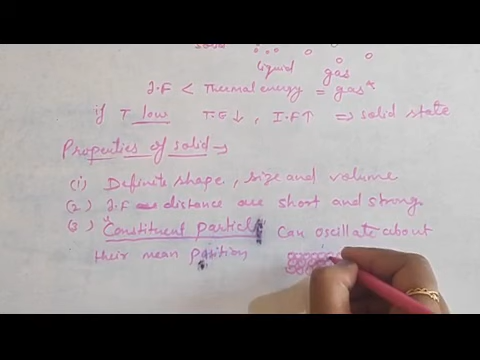 solid
liquid gas
I.F < Thermal energy = gas
if T low T.E↓, I.F↑ ⇒ solid state
Properties of solid →
(1) Definite shape, size and volume
(2) I.F distance are short and strong
(3) Constituent particle can oscillate about
their mean position